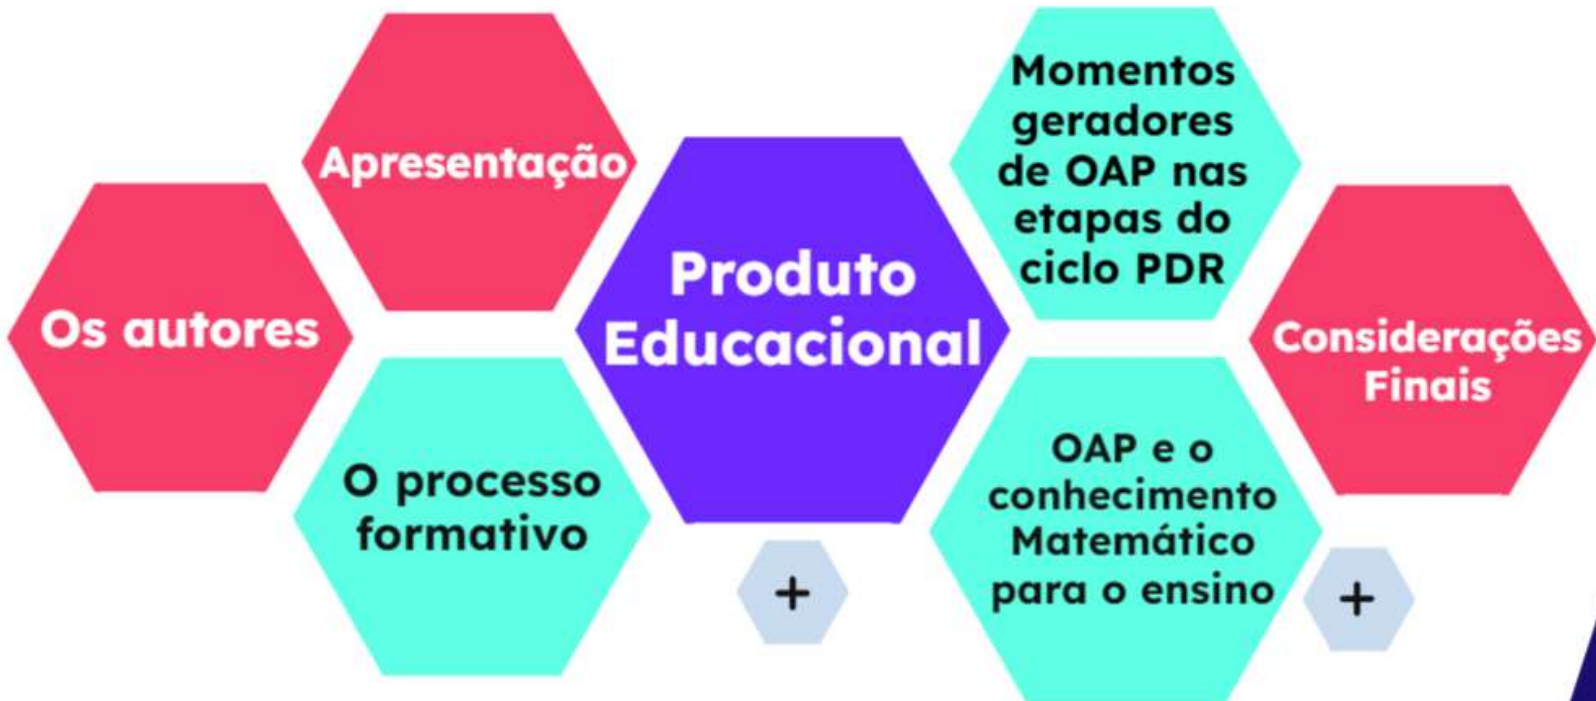 Os autores
Apresentação
O processo
formativo
Produto
Educacional
+
Momentos
geradores
de OAP nas
etapas do
ciclo PDR
OAP e o
conhecimento
Matemático
para o ensino
+
Considerações
Finais